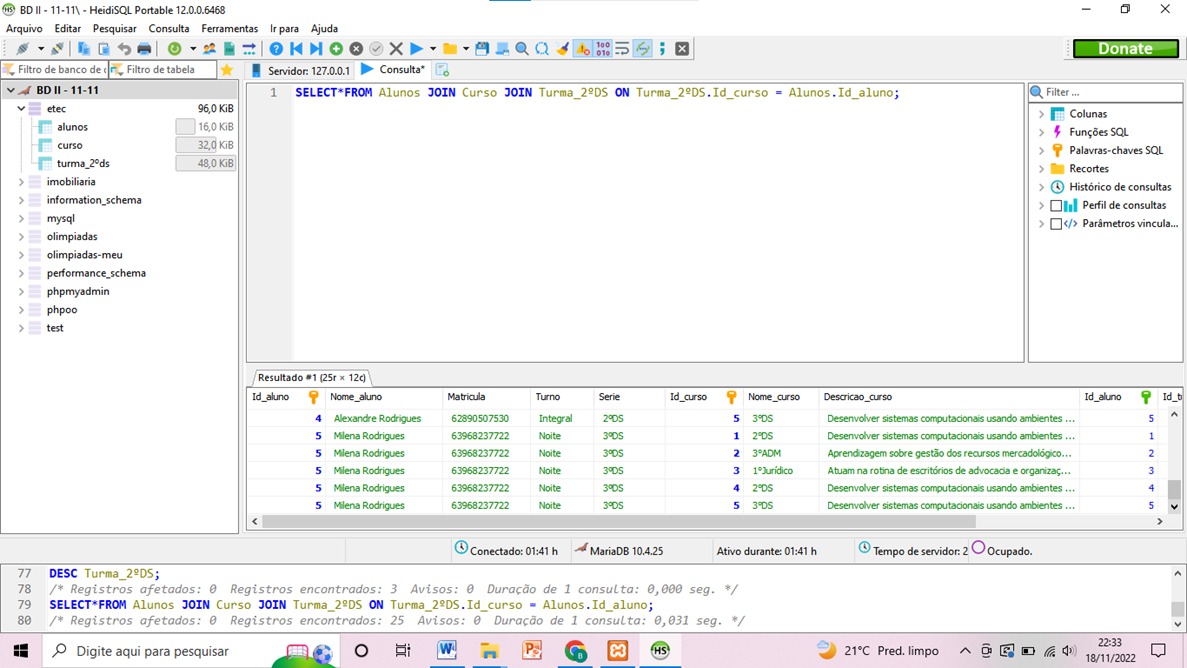 BD II - 11-11\ - HeidiSQL Portable 12.0.0.6468
Arquivo Editar Pesquisar Consulta Ferramentas Ir para Ajuda
Donate
Filtro de banco de Filtro de tabela Servidor: 127.0.0.1 Consulta*
BD II - 11-11
etec 96,0 KiB
alunos 16,0 KiB
curso 32,0 KiB
turma_2ºds 48,0 KiB
imobiliaria
information_schema
mysql
olimpiadas
olimpiadas-meu
performance_schema
phpmyadmin
phpoo
test
1 SELECT*FROM Alunos JOIN Curso JOIN Turma_2ºDS ON Turma_2ºDS.Id_curso = Alunos.Id_aluno;
Filter ...
Colunas
Funções SQL
Palavras-chaves SQL
Recortes
Histórico de consultas
Perfil de consultas
Parâmetros vincula...
Resultado #1 (25r × 12c)
Id_aluno Nome_aluno Matricula Turno Serie Id_curso Nome_curso Descricao_curso Id_aluno
4 Alexandre Rodrigues 62890507530 Integral 2ºDS 5 3ºDS Desenvolver sistemas computacionais usando ambientes ... 5
5 Milena Rodrigues 63968237722 Noite 3ºDS 1 2ºDS Desenvolver sistemas computacionais usando ambientes ... 1
5 Milena Rodrigues 63968237722 Noite 3ºDS 2 3ºADM Aprendizagem sobre gestão dos recursos mercadológico... 2
5 Milena Rodrigues 63968237722 Noite 3ºDS 3 1ºJurídico Atuam na rotina de escritórios de advocacia e organizaç... 3
5 Milena Rodrigues 63968237722 Noite 3ºDS 4 2ºDS Desenvolver sistemas computacionais usando ambientes ... 4
5 Milena Rodrigues 63968237722 Noite 3ºDS 5 3ºDS Desenvolver sistemas computacionais usando ambientes ... 5
Conectado: 01:41 h MariaDB 10.4.25 Ativo durante: 01:41 h Tempo de servidor: 2 Ocupado.
77 DESC Turma_2ºDS;
78 /* Registros afetados: 0 Registros encontrados: 3 Avisos: 0 Duração de 1 consulta: 0,000 seg. */
79 SELECT*FROM Alunos JOIN Curso JOIN Turma_2ºDS ON Turma_2ºDS.Id_curso = Alunos.Id_aluno;
80 /* Registros afetados: 0 Registros encontrados: 25 Avisos: 0 Duração de 1 consulta: 0,031 seg. */
Digite aqui para pesquisar
21°C Pred. limpo
22:33
18/11/2022